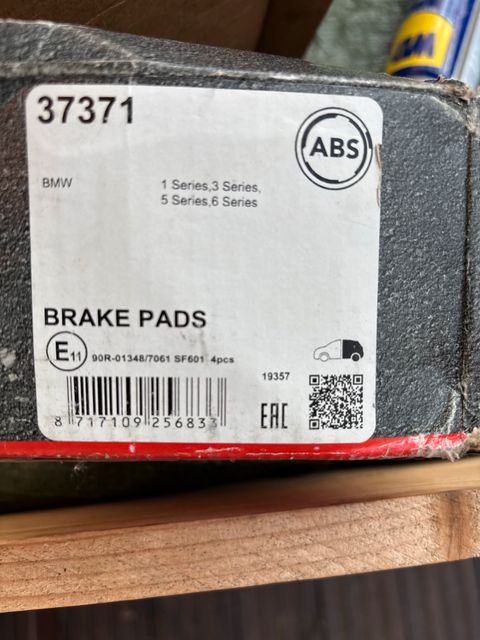 37371
ABS
BMW
1 Series,3 Series,
5 Series,6 Series
BRAKE PADS
E11 90R-01348/7061 SF601 4pcs
19357
8 717109 256833
EAC